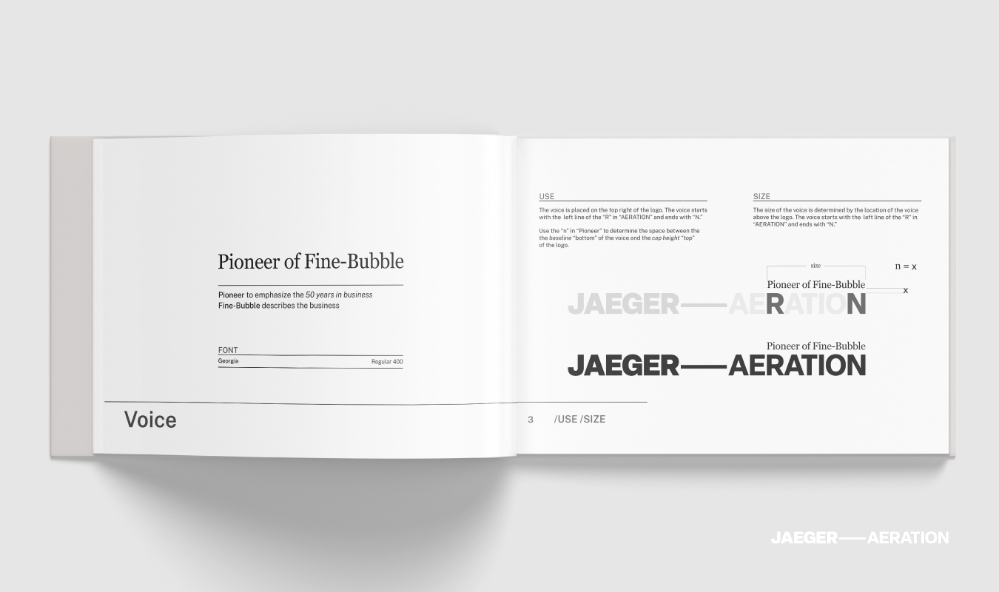 Pioneer of Fine-Bubble
Pioneer to emphasize the 50 years in business
Fine-Bubble describes the business
FONT
Georgia Regular 400
Voice
USE
The voice is placed on the top right of the logo. The voice starts
with the left line of the "R" in "AERATION" and ends with "N."
Use the "n" in "Pioneer" to determine the space between the
the baseline "bottom" of the voice and the cap height "top"
of the logo.
SIZE
The size of the voice is determined by the location of the voice
above the logo. The voice starts with the left line of the "R" in
"AERATION" and ends with "N."
size
n = x
Pioneer of Fine-Bubble
x
JAEGER—AERATION
Pioneer of Fine-Bubble
JAEGER—AERATION
3 /USE /SIZE
JAEGER—AERATION